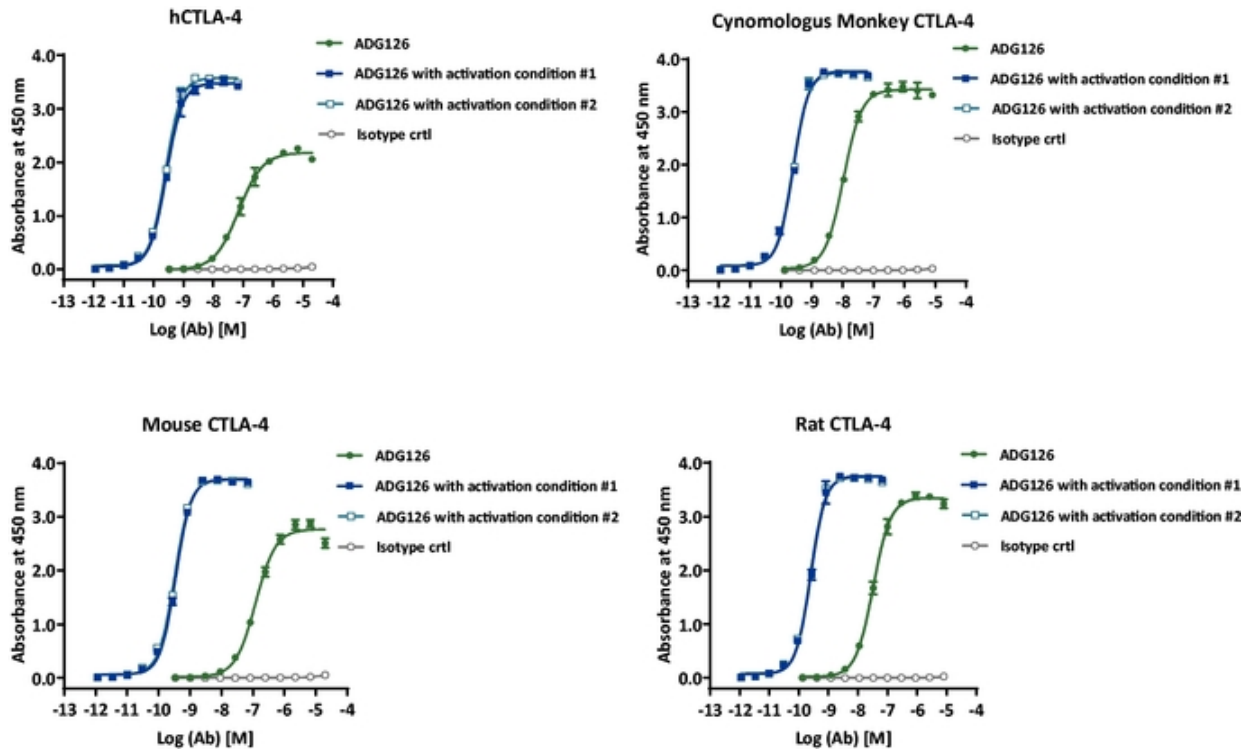 hCTLA-4
Absorbance at 450 nm
4.0
3.0
2.0
1.0
0.0
-13 -12 -11 -10 -9 -8 -7 -6 -5 -4
Log (Ab) [M]
ADG126
ADG126 with activation condition #1
ADG126 with activation condition #2
Isotype crtl
Cynomologus Monkey CTLA-4
Absorbance at 450 nm
4.0
3.0
2.0
1.0
0.0
-13 -12 -11 -10 -9 -8 -7 -6 -5 -4
Log (Ab) [M]
ADG126
ADG126 with activation condition #1
ADG126 with activation condition #2
Isotype crtl
Mouse CTLA-4
Absorbance at 450 nm
4.0
3.0
2.0
1.0
0.0
-13 -12 -11 -10 -9 -8 -7 -6 -5 -4
Log (Ab) [M]
ADG126
ADG126 with activation condition #1
ADG126 with activation condition #2
Isotype crtl
Rat CTLA-4
Absorbance at 450 nm
4.0
3.0
2.0
1.0
0.0
-13 -12 -11 -10 -9 -8 -7 -6 -5 -4
Log (Ab) [M]
ADG126
ADG126 with activation condition #1
ADG126 with activation condition #2
Isotype crtl